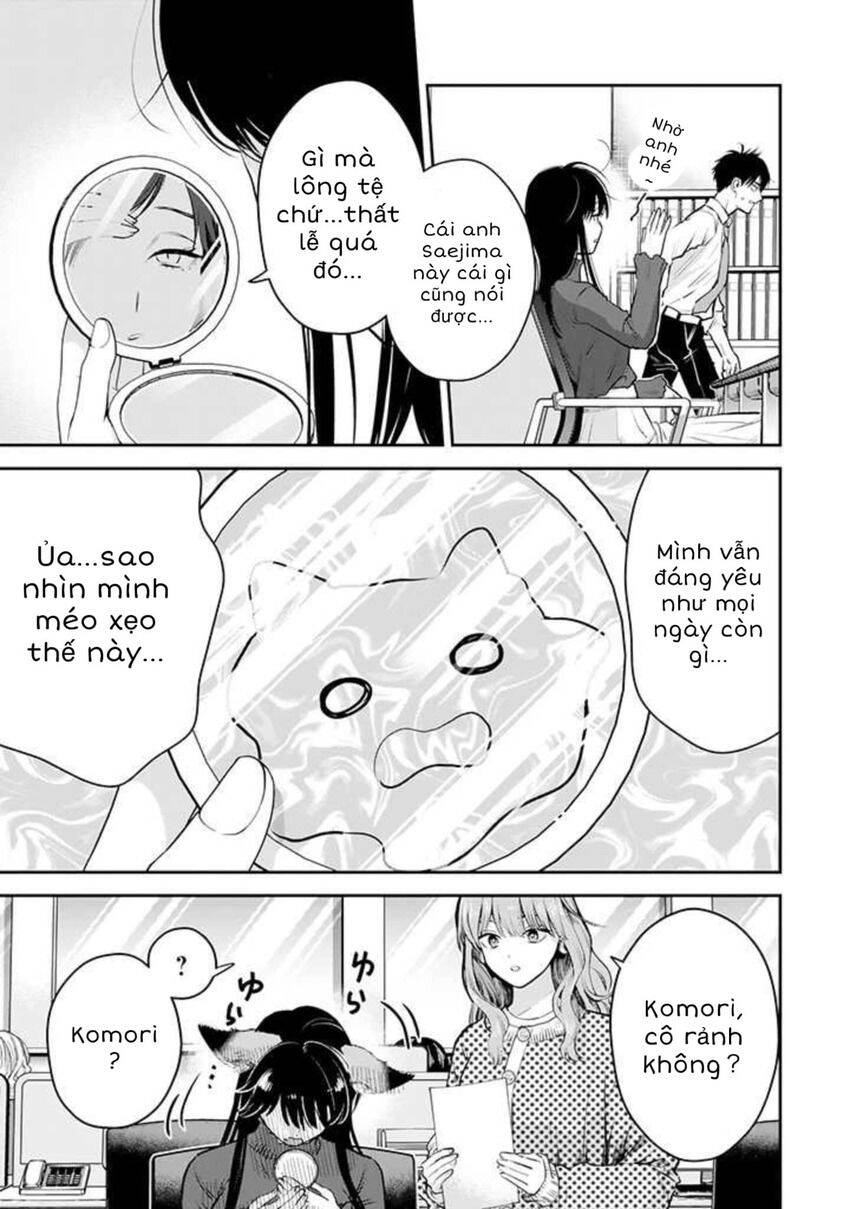 Nhờ
anh
nhé
~
Cái anh
Saejima
này cái gì
cũng nói
được...
Gì mà
lông tệ
chứ...thất
lễ quá
đó...
Mình vẫn
đáng yêu
như mọi
ngày còn
gì...
Ủa...sao
nhìn mình
méo xẹo
thế này...
Komori,
cô rảnh
không?
ゆら
ゆら
?
Komori
?